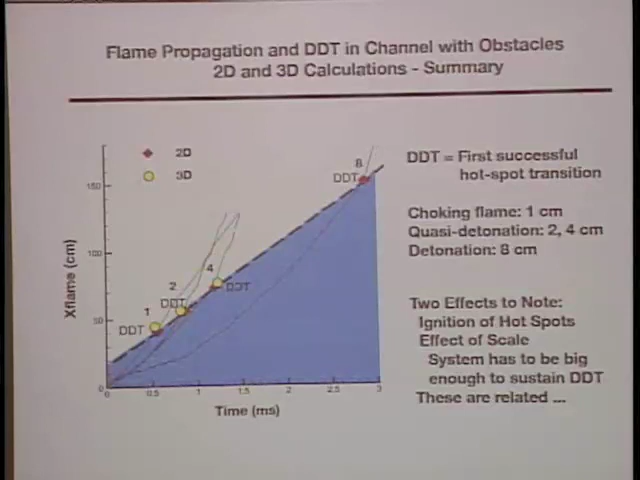 Flame Propagation and DDT in Channel with Obstacles
2D and 3D Calculations - Summary
2D
3D
DDT = First successful
hot-spot transition
Choking flame: 1 cm
Quasi-detonation: 2, 4 cm
Detonation: 8 cm
Two Effects to Note:
Ignition of Hot Spots
Effect of Scale
System has to be big
enough to sustain DDT
These are related ...
Xflame (cm)
150
100
50
0
8
DDT
4
DDT
2
DDT
1
DDT
0 0.5 1 1.5 2 2.5 3
Time (ms)